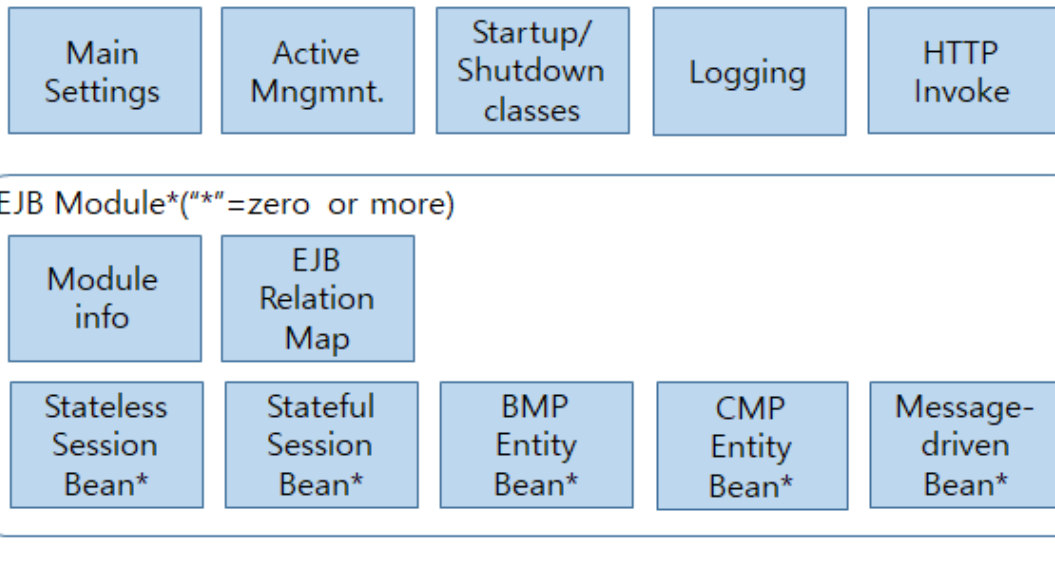 Main
Settings
Active
Mngmnt.
Startup/
Shutdown
classes
Logging
HTTP
Invoke
EJB Module*("*"=zero or more)
Module
info
EJB
Relation
Map
Stateless
Session
Bean*
Stateful
Session
Bean*
BMP
Entity
Bean*
CMP
Entity
Bean*
Message-
driven
Bean*